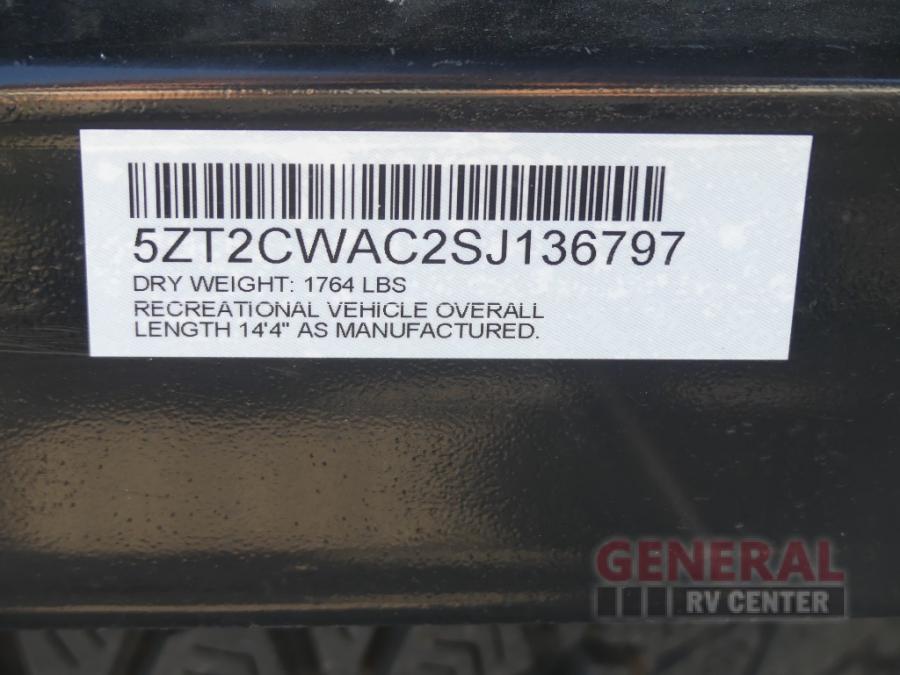 5ZT2CWAC2SJ136797
DRY WEIGHT: 1764 LBS
RECREATIONAL VEHICLE OVERALL
LENGTH 14'4" AS MANUFACTURED.
GENERAL
RV CENTER